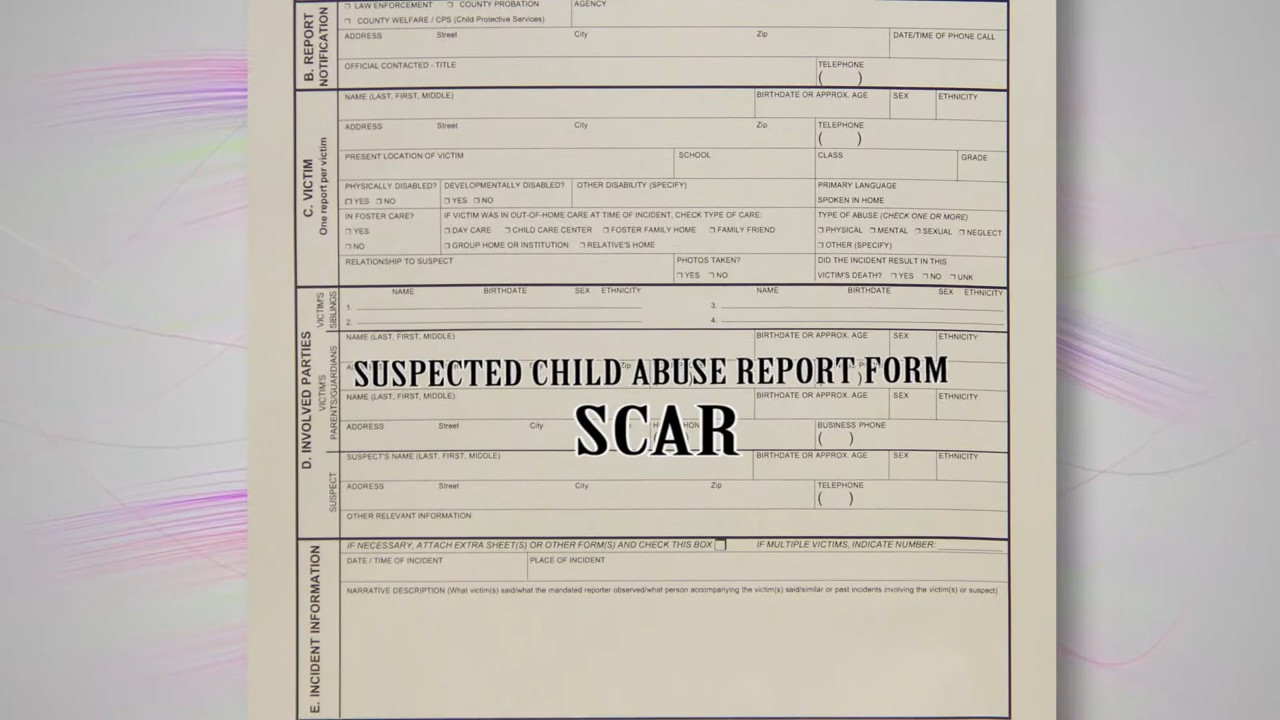 ☐ LAW ENFORCEMENT ☐ COUNTY PROBATION AGENCY
☐ COUNTY WELFARE / CPS (Child Protective Services)
B. REPORT NOTIFICATION
ADDRESS Street City Zip DATE/TIME OF PHONE CALL
OFFICIAL CONTACTED - TITLE TELEPHONE
( )
C. VICTIM
One report per victim
NAME (LAST, FIRST, MIDDLE) BIRTHDATE OR APPROX. AGE SEX ETHNICITY
ADDRESS Street City Zip TELEPHONE
( )
PRESENT LOCATION OF VICTIM SCHOOL CLASS GRADE
PHYSICALLY DISABLED? DEVELOPMENTALLY DISABLED? OTHER DISABILITY (SPECIFY) PRIMARY LANGUAGE
☐ YES ☐ NO ☐ YES ☐ NO SPOKEN IN HOME
IN FOSTER CARE? IF VICTIM WAS IN OUT-OF-HOME CARE AT TIME OF INCIDENT, CHECK TYPE OF CARE: TYPE OF ABUSE (CHECK ONE OR MORE)
☐ YES ☐ DAY CARE ☐ CHILD CARE CENTER ☐ FOSTER FAMILY HOME ☐ FAMILY FRIEND ☐ PHYSICAL ☐ MENTAL ☐ SEXUAL ☐ NEGLECT
☐ NO ☐ GROUP HOME OR INSTITUTION ☐ RELATIVE'S HOME ☐ OTHER (SPECIFY)
RELATIONSHIP TO SUSPECT PHOTOS TAKEN? DID THE INCIDENT RESULT IN THIS
☐ YES ☐ NO VICTIM'S DEATH? ☐ YES ☐ NO ☐ UNK
D. INVOLVED PARTIES
VICTIM'S SIBLINGS
NAME BIRTHDATE SEX ETHNICITY NAME BIRTHDATE SEX ETHNICITY
1. 3.
2. 4.
VICTIM'S PARENTS/GUARDIANS
NAME (LAST, FIRST, MIDDLE) BIRTHDATE OR APPROX. AGE SEX ETHNICITY
SUSPECTED CHILD ABUSE REPORT FORM
NAME (LAST, FIRST, MIDDLE) BIRTHDATE OR APPROX. AGE SEX ETHNICITY
SCAR
ADDRESS Street City BUSINESS PHONE
( )
SUSPECT
SUSPECT'S NAME (LAST, FIRST, MIDDLE) BIRTHDATE OR APPROX. AGE SEX ETHNICITY
ADDRESS Street City Zip TELEPHONE
( )
OTHER RELEVANT INFORMATION
E. INCIDENT INFORMATION
IF NECESSARY, ATTACH EXTRA SHEET(S) OR OTHER FORM(S) AND CHECK THIS BOX ☐ IF MULTIPLE VICTIMS, INDICATE NUMBER:
DATE / TIME OF INCIDENT PLACE OF INCIDENT
NARRATIVE DESCRIPTION (What victim(s) said/what the mandated reporter observed/what person accompanying the victim(s) said/similar or past incidents involving the victim(s) or suspect)